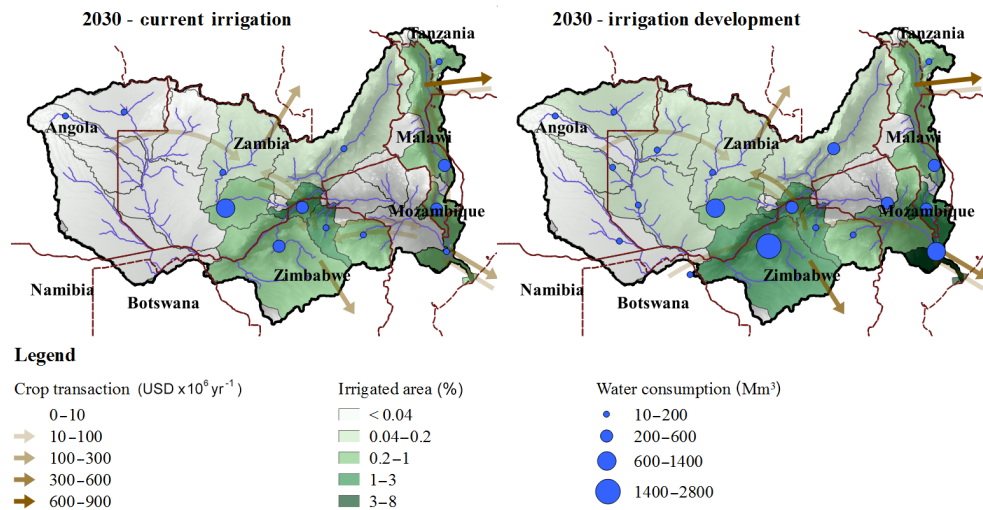 2030 - current irrigation
2030 - irrigation development
Tanzania
Angola
Zambia
Malawi
Mozambique
Zimbabwe
Namibia
Botswana
Tanzania
Angola
Zambia
Malawi
Mozambique
Zimbabwe
Namibia
Botswana
Legend
Crop transaction (USD x10⁶ yr⁻¹)
0–10
10–100
100–300
300–600
600–900
Irrigated area (%)
< 0.04
0.04–0.2
0.2–1
1–3
3–8
Water consumption (Mm³)
10–200
200–600
600–1400
1400–2800